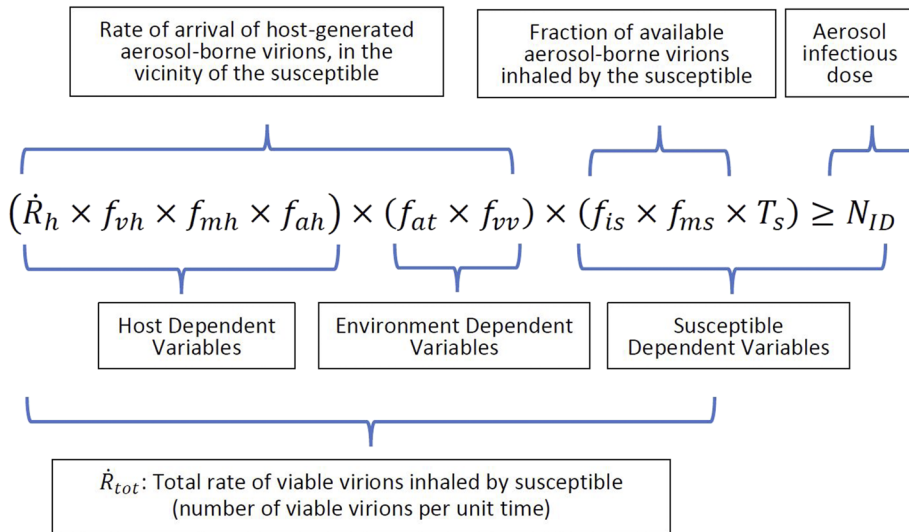 Rate of arrival of host-generated
aerosol-borne virions, in the
vicinity of the susceptible
Fraction of available
aerosol-borne virions
inhaled by the susceptible
Aerosol
infectious
dose
(Ṙ_h × f_vh × f_mh × f_ah) × (f_at × f_vv) × (f_is × f_ms × T_s) ≥ N_ID
Host Dependent
Variables
Environment Dependent
Variables
Susceptible
Dependent Variables
Ṙ_tot: Total rate of viable virions inhaled by susceptible
(number of viable virions per unit time)